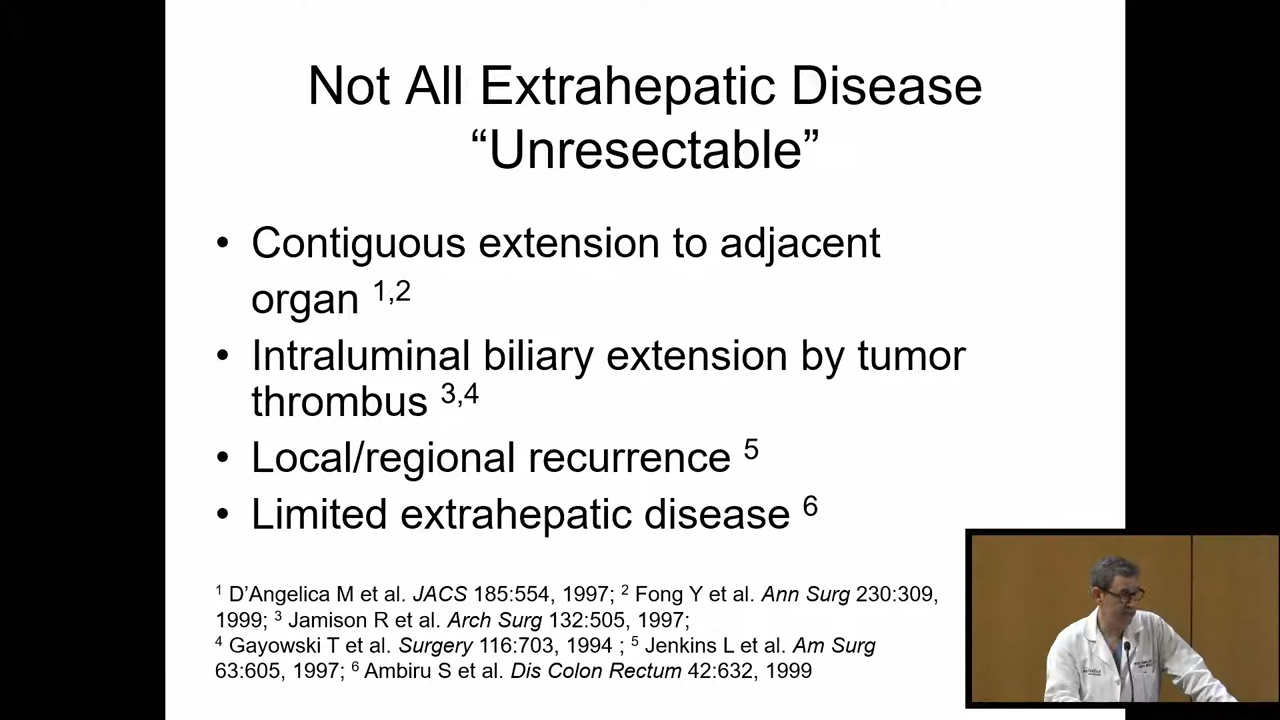 Not All Extrahepatic Disease
“Unresectable”
• Contiguous extension to adjacent
organ 1,2
• Intraluminal biliary extension by tumor
thrombus 3,4
• Local/regional recurrence 5
• Limited extrahepatic disease 6
1 D’Angelica M et al. JACS 185:554, 1997; 2 Fong Y et al. Ann Surg 230:309,
1999; 3 Jamison R et al. Arch Surg 132:505, 1997;
4 Gayowski T et al. Surgery 116:703, 1994 ; 5 Jenkins L et al. Am Surg
63:605, 1997; 6 Ambiru S et al. Dis Colon Rectum 42:632, 1999